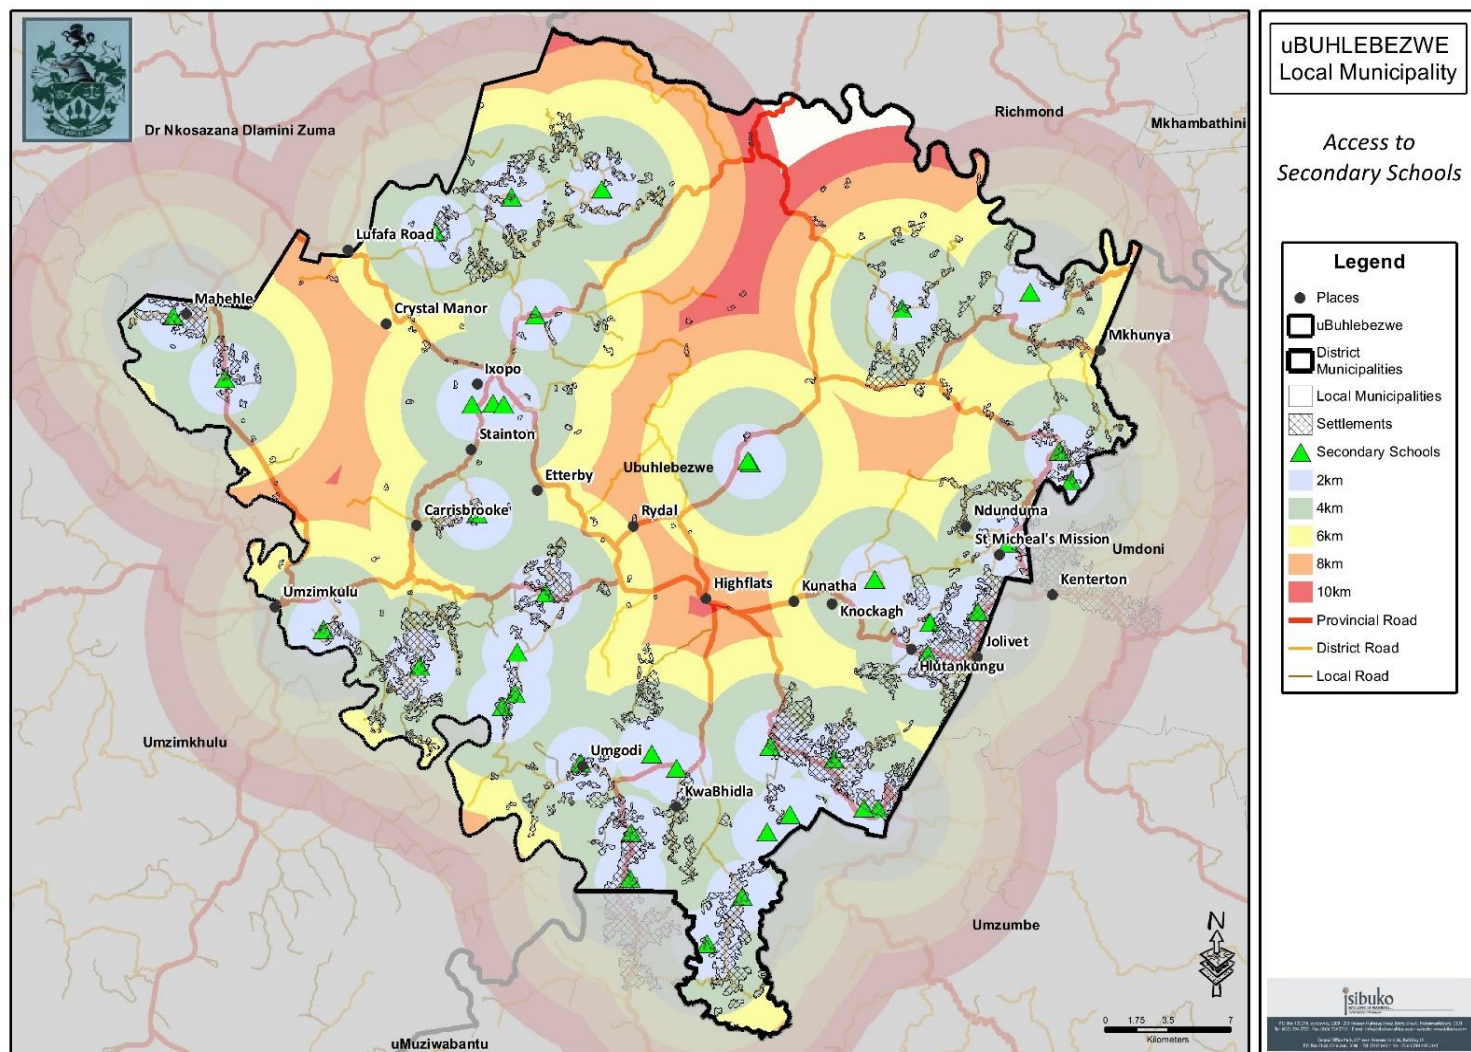 uBUHLEBEZWE
Local Municipality
Access to
Secondary Schools
Legend
Places
uBuhlebezwe
District
Municipalities
Local Municipalities
Settlements
Secondary Schools
2km
4km
6km
8km
10km
Provincial Road
District Road
Local Road
Dr Nkosazana Dlamini Zuma
Richmond
Mkhambathini
Lufafa Road
Mahehle
Crystal Manor
Mkhunya
Ixopo
Stainton
Ubuhlebezwe
Etterby
Carrisbrooke
Rydal
Ndunduma
St Micheal's Mission
Umdoni
Umzimkulu
Highflats
Kunatha
Knockagh
Kenterton
Jolivet
Hlutankungu
Umzimkhulu
Umgodi
KwaBhidla
Umzumbe
uMuziwabantu
N
0 1.75 3.5 7
Kilometers
isibuko